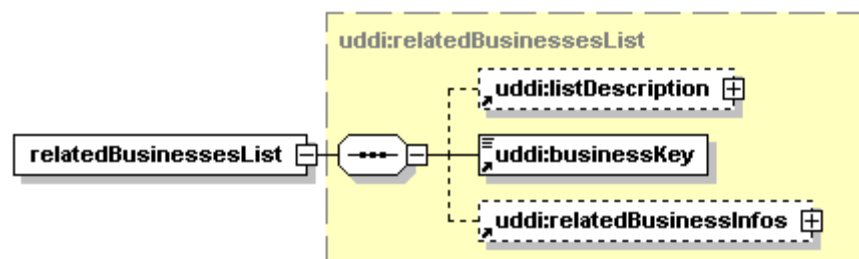 uddi:relatedBusinessesList
uddi:listDescription
relatedBusinessesList
uddi:businessKey
uddi:relatedBusinessInfos